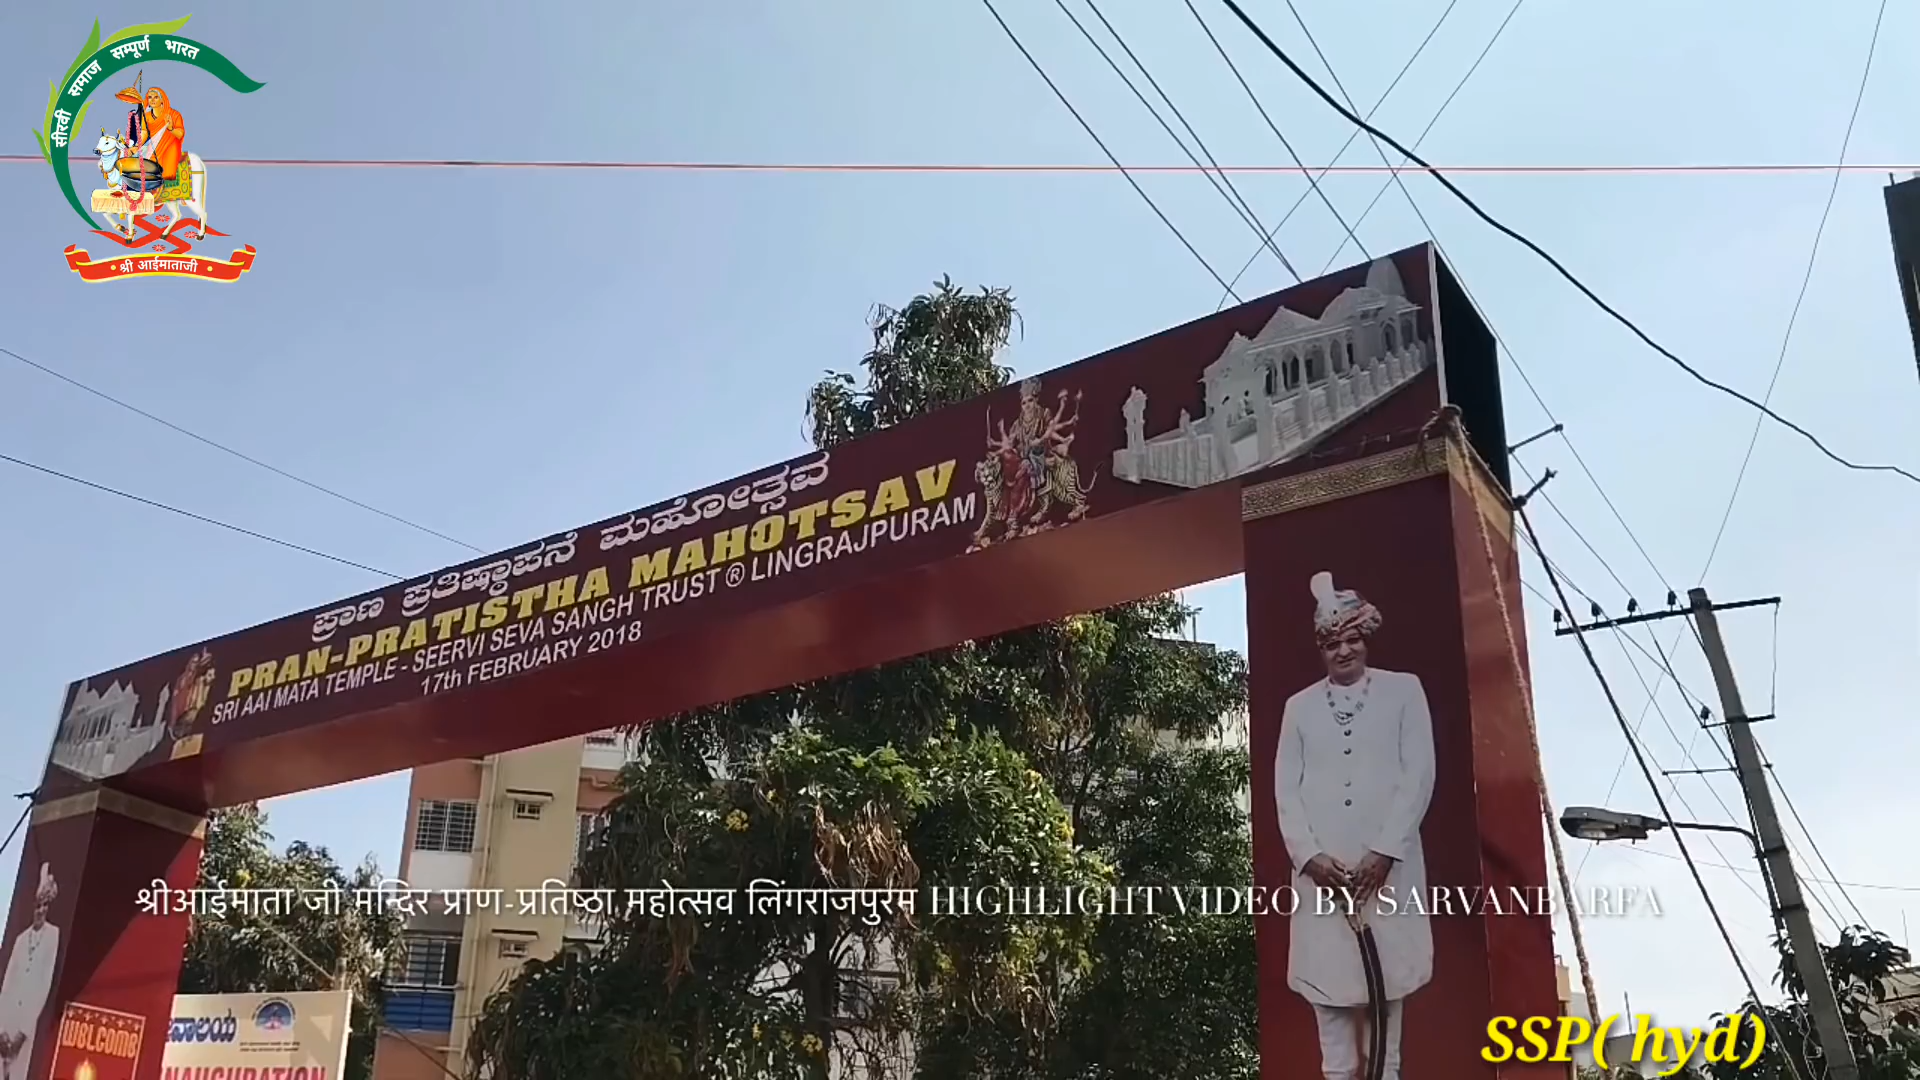 सीरवी समाज सम्पूर्ण भारत
श्री आईमाताजी
ಪ್ರಾಣ ಪ್ರತಿಷ್ಠಾಪನೆ ಮಹೋತ್ಸವ
PRAN-PRATISTHA MAHOTSAV
SRI AAI MATA TEMPLE - SEERVI SEVA SANGH TRUST ® LINGRAJPURAM
17th FEBRUARY 2018
श्रीआईमाता जी मन्दिर प्राण-प्रतिष्ठा महोत्सव लिंगराजपुरम HIGHLIGHT VIDEO BY SARVANBARFA
WELCOME
SSP(hyd)